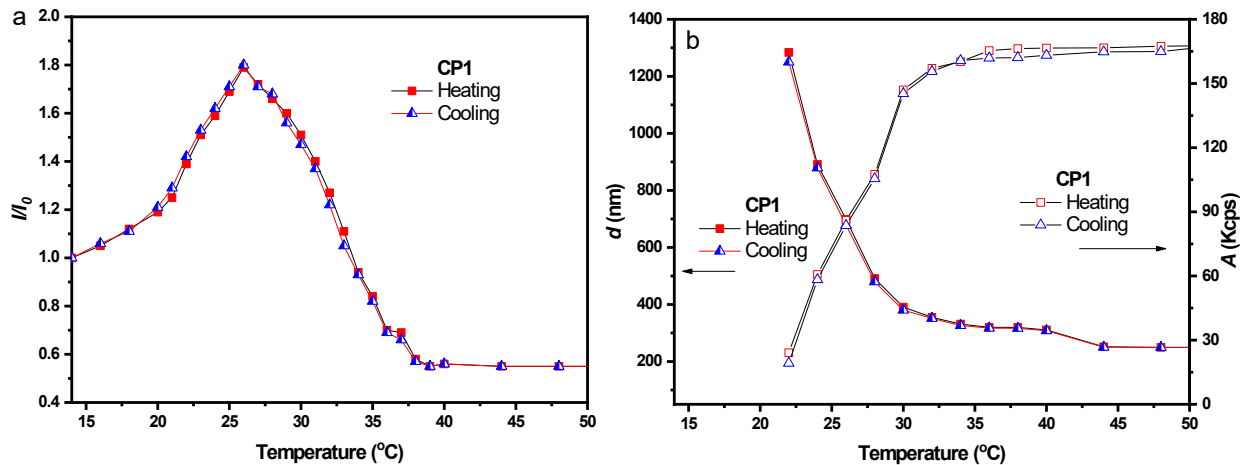 a
2.0
1.8
1.6
1.4
1.2
1.0
0.8
0.6
0.4
I/I0
15 20 25 30 35 40 45 50
Temperature (oC)
CP1
Heating
Cooling
b
1400
1200
1000
800
600
400
200
d (nm)
180
150
120
90
60
30
0
A (Kcps)
15 20 25 30 35 40 45 50
Temperature (oC)
CP1
Heating
Cooling
CP1
Heating
Cooling